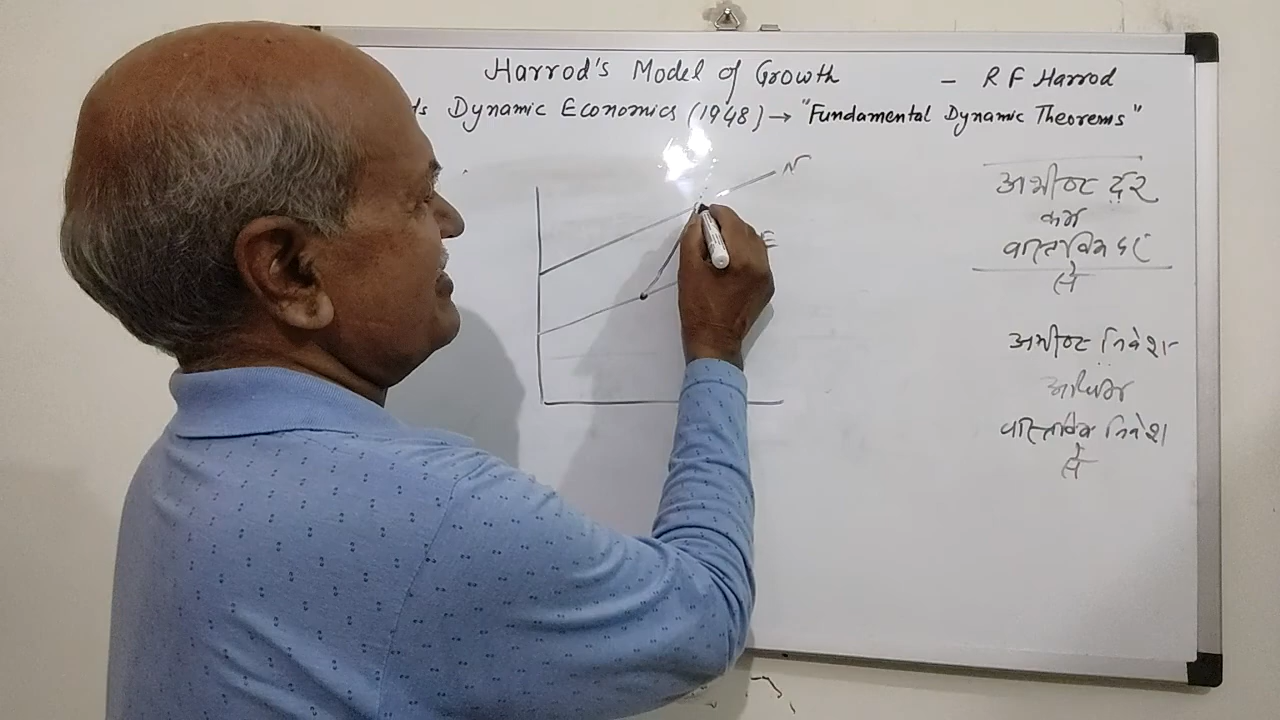 Harrod's Model of Growth — R F Harrod
ds Dynamic Economics (1948) → "Fundamental Dynamic Theorems"
N
E
अभीष्ट दर
कम
वास्तविक दर
से
अभीष्ट निवेश
अधिक
वास्तविक निवेश
से